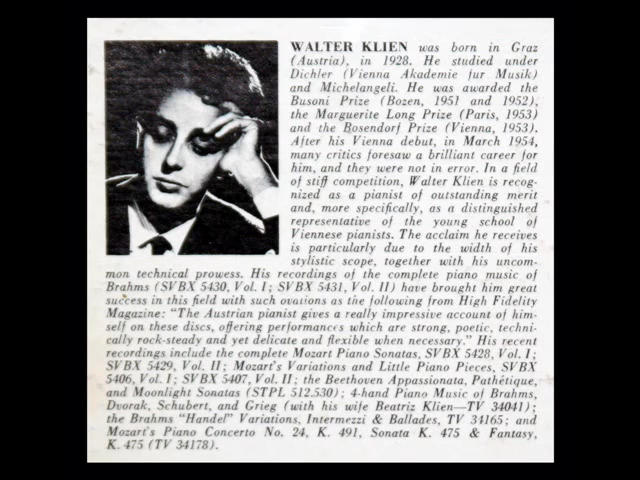 WALTER KLIEN was born in Graz
(Austria), in 1928. He studied under
Dichler (Vienna Akademie fur Musik)
and Michelangeli. He was awarded the
Busoni Prize (Bozen, 1951 and 1952),
the Marguerite Long Prize (Paris, 1953)
and the Bosendorf Prize (Vienna, 1953).
After his Vienna debut, in March 1954,
many critics foresaw a brilliant career for
him, and they were not in error. In a field
of stiff competition, Walter Klien is recog-
nized as a pianist of outstanding merit
and, more specifically, as a distinguished
representative of the young school of
Viennese pianists. The acclaim he receives
is particularly due to the width of his
stylistic scope, together with his uncom-
mon technical prowess. His recordings of the complete piano music of
Brahms (SVBX 5430, Vol. I; SVBX 5431, Vol. II) have brought him great
success in this field with such ovations as the following from High Fidelity
Magazine: "The Austrian pianist gives a really impressive account of him-
self on these discs, offering performances which are strong, poetic, techni-
cally rock-steady and yet delicate and flexible when necessary." His recent
recordings include the complete Mozart Piano Sonatas, SVBX 5428, Vol. I;
SVBX 5429, Vol. II; Mozart's Variations and Little Piano Pieces, SVBX
5406, Vol. I; SVBX 5407, Vol. II; the Beethoven Appassionata, Pathétique,
and Moonlight Sonatas (STPL 512.530); 4-hand Piano Music of Brahms,
Dvorak, Schubert, and Grieg (with his wife Beatriz Klien—TV 34041);
the Brahms "Handel" Variations, Intermezzi & Ballades, TV 34165; and
Mozart's Piano Concerto No. 24, K. 491, Sonata K. 475 & Fantasy,
K. 475 (TV 34178).